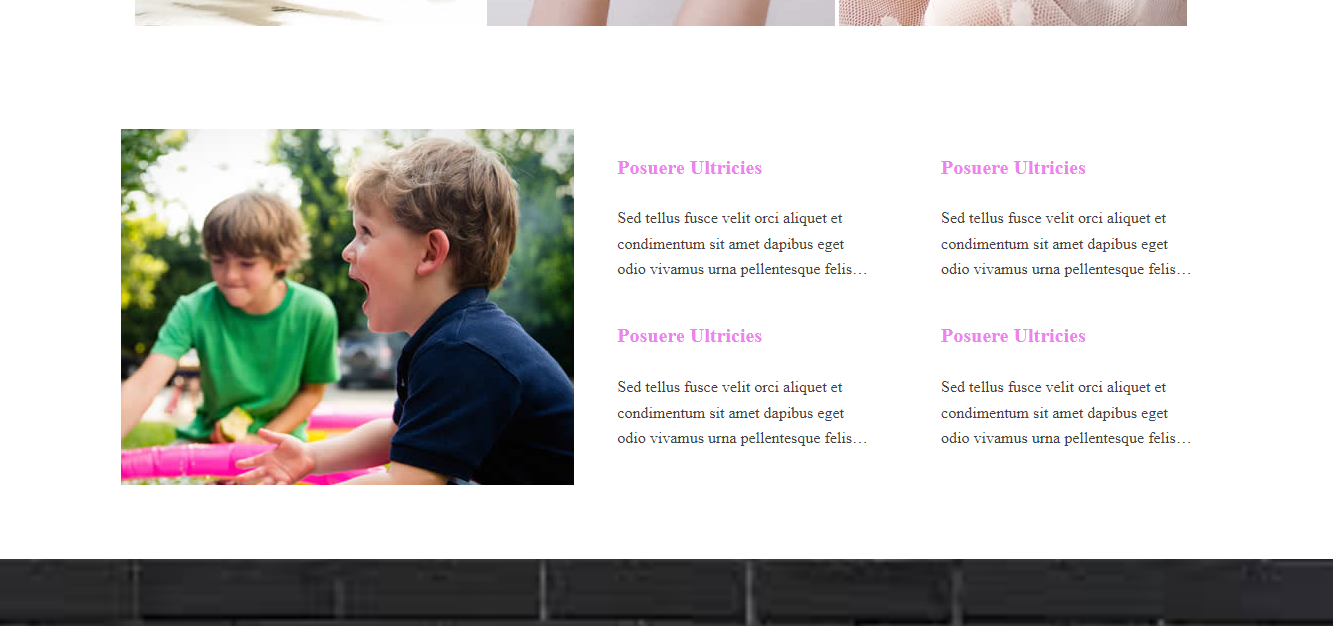 Posuere Ultricies
Sed tellus fusce velit orci aliquet et
condimentum sit amet dapibus eget
odio vivamus urna pellentesque felis…
Posuere Ultricies
Sed tellus fusce velit orci aliquet et
condimentum sit amet dapibus eget
odio vivamus urna pellentesque felis…
Posuere Ultricies
Sed tellus fusce velit orci aliquet et
condimentum sit amet dapibus eget
odio vivamus urna pellentesque felis…
Posuere Ultricies
Sed tellus fusce velit orci aliquet et
condimentum sit amet dapibus eget
odio vivamus urna pellentesque felis…